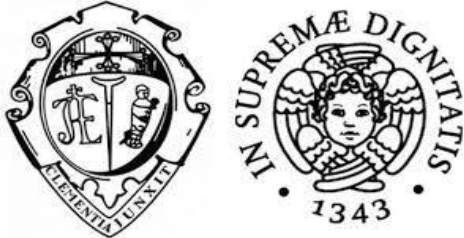 CLEMENTIA IUNXIT
IN SUPREMÆ DIGNITATIS
• 1343 •